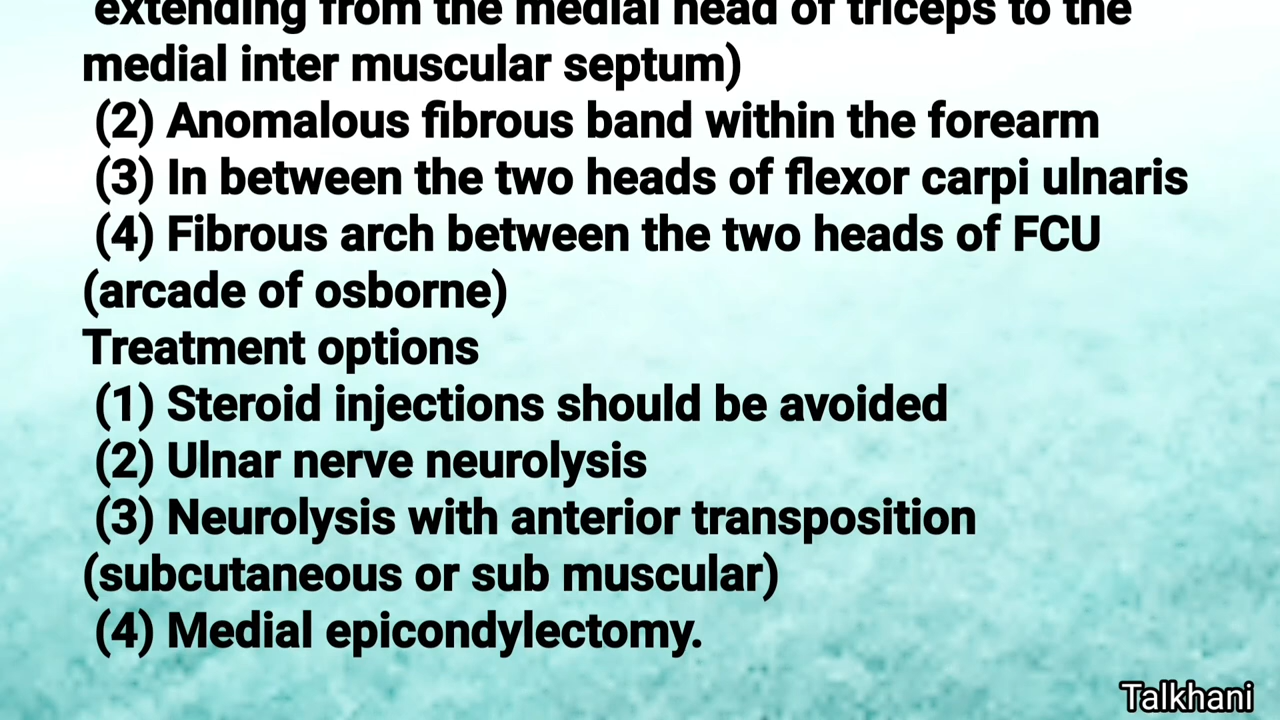 extending from the medial head of triceps to the
medial inter muscular septum)
(2) Anomalous fibrous band within the forearm
(3) In between the two heads of flexor carpi ulnaris
(4) Fibrous arch between the two heads of FCU
(arcade of osborne)
Treatment options
(1) Steroid injections should be avoided
(2) Ulnar nerve neurolysis
(3) Neurolysis with anterior transposition
(subcutaneous or sub muscular)
(4) Medial epicondylectomy.
Talkhani